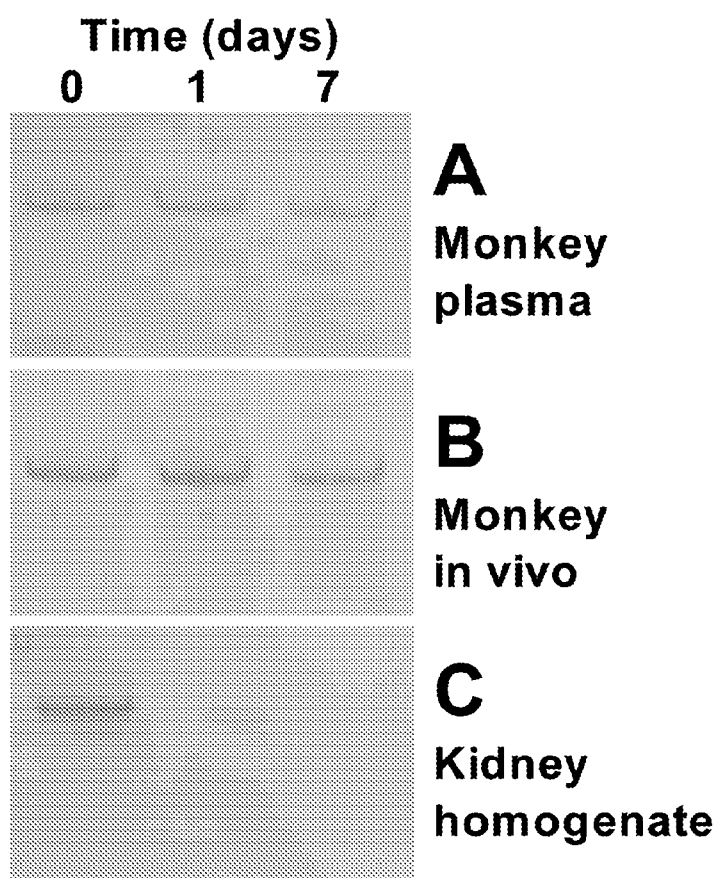 Time (days)
0 1 7
A
Monkey
plasma
B
Monkey
in vivo
C
Kidney
homogenate